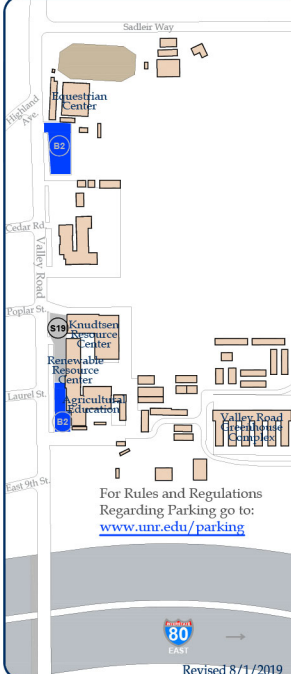 Sadleir Way
Equestrian
Center
Highland
Ave.
B2
Cedar Rd.
Valley Road
Poplar St.
S19
Knudtsen
Resource
Center
Renewable
Resource
Center
Laurel St.
Agricultural
Education
B2
Valley Road
Greenhouse
Complex
East 9th St.
For Rules and Regulations
Regarding Parking go to:
www.unr.edu/parking
INTERSTATE
80
EAST
Revised 8/1/2019